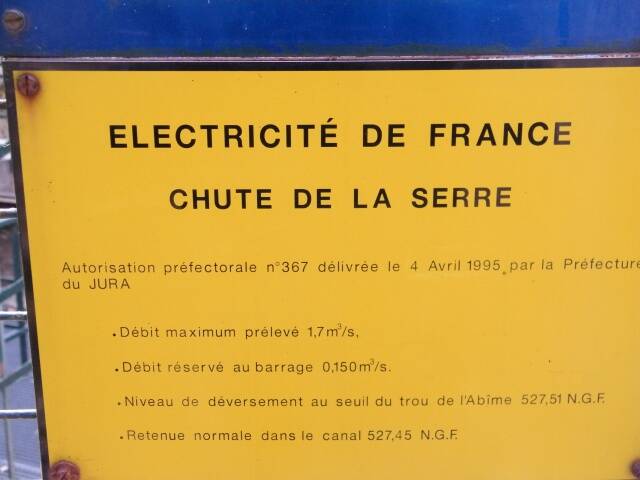 ELECTRICITÉ DE FRANCE
CHUTE DE LA SERRE
Autorisation préfectorale n°367 délivrée le 4 Avril 1995 par la Préfecture
du JURA
• Débit maximum prélevé 1,7m³/s,
• Débit réservé au barrage 0,150m³/s.
• Niveau de déversement au seuil du trou de l'Abîme 527,51 N.G.F.
• Retenue normale dans le canal 527,45 N.G.F.